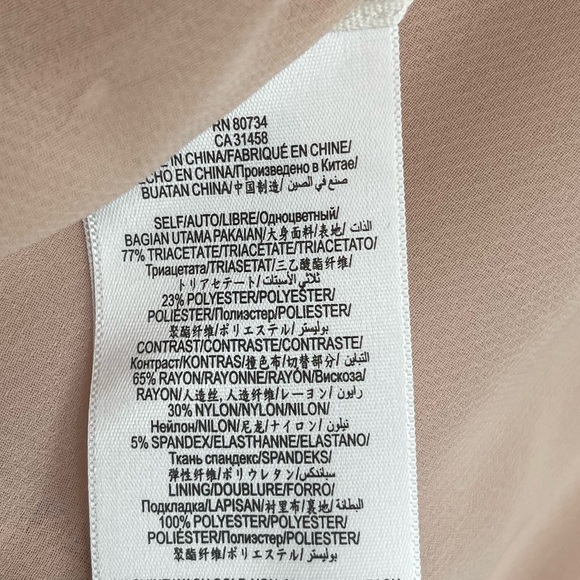 RN 80734
CA 31458
IN CHINA/FABRIQUÉ EN CHINE/
ECHO EN CHINA/Произведено в Китае/
BUATAN CHINA/中国制造/ صنع في الصين/
SELF/AUTO/LIBRE/Одноцветный/
BAGIAN UTAMA PAKAIAN/大身面料/表地/ الذات/
77% TRIACETATE/TRIACÉTATE/TRIACETATO/
Триацетата/TRIASETAT/三乙酸酯纤维/
トリアセテート/ ثلاثي الأسيتات/
23% POLYESTER/POLYESTER/
POLIÉSTER/Полиэстер/POLIESTER/
聚酯纤维/ポリエステル/ بوليستر/
CONTRAST/CONTRASTE/CONTRASTE/
Контраст/KONTRAS/撞色布/切替部分/ التباين/
65% RAYON/RAYONNE/RAYÓN/Вискоза/
RAYON/人造丝, 人造纤维/レーヨン/ رايون/
30% NYLON/NYLON/NILON/
Нейлон/NILON/尼龙/ナイロン/ نيلون/
5% SPANDEX/ELASTHANNE/ELASTANO/
Ткань спандекс/SPANDEKS/
弹性纤维/ポリウレタン/ سباندكس/
LINING/DOUBLURE/FORRO/
Подкладка/LAPISAN/衬里布/裏地/ البطانة/
100% POLYESTER/POLYESTER/
POLIÉSTER/Полиэстер/POLIESTER/
聚酯纤维/ポリエステル/ بوليستر/